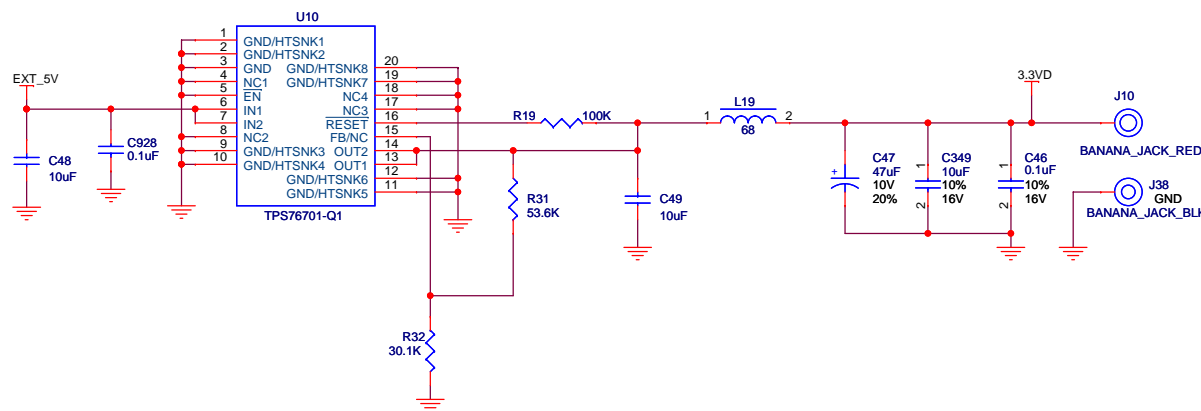 U10
1 GND/HTSNK1
2 GND/HTSNK2
3 GND
4 NC1
5 EN
6 IN1
7 IN2
8 NC2
9 GND/HTSNK3
10 GND/HTSNK4
GND/HTSNK8 20
GND/HTSNK7 19
NC4 18
NC3 17
RESET 16
FB/NC 15
OUT2 14
OUT1 13
GND/HTSNK6 12
GND/HTSNK5 11
TPS76701-Q1
EXT_5V
C48
10uF
C928
0.1uF
R19 100K
R31
53.6K
R32
30.1K
C49
10uF
L19
1 2
68
+
C47
47uF
10V
20%
1
C349
10uF
10%
16V
2
1
C46
0.1uF
10%
16V
2
3.3VD
J10
BANANA_JACK_RED
J38
GND
BANANA_JACK_BLK